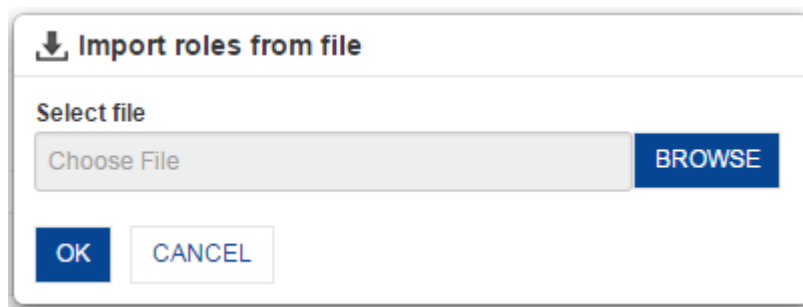 Import roles from file
Select file
Choose File
BROWSE
OK
CANCEL